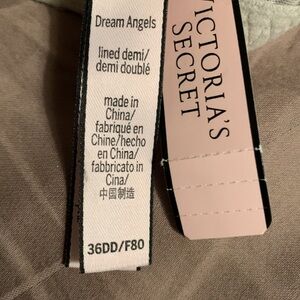 Dream Angels
lined demi/
demi doublé
made in
China/
fabriqué en
Chine/hecho
en China/
fabbricato in
Cina/
中国制造
36DD/F80
VICTORIA'S
SECRET